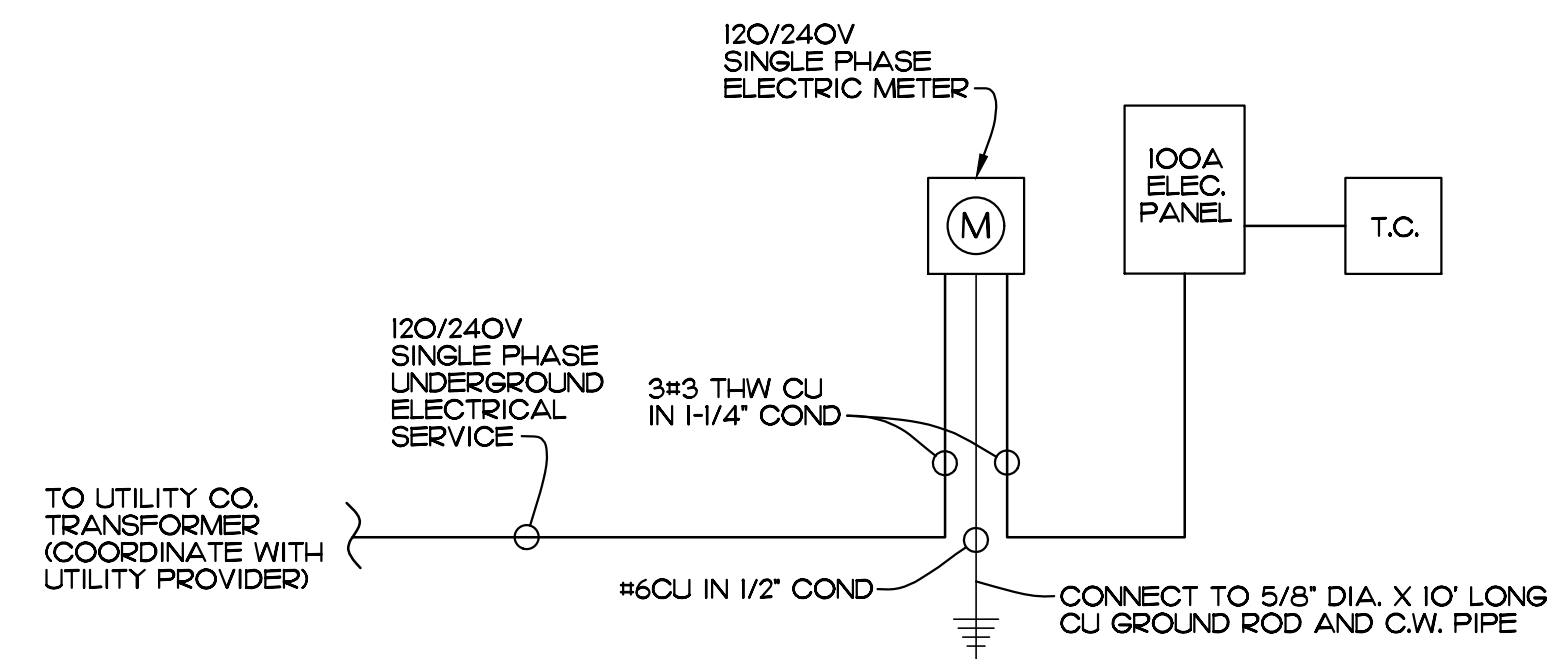 120/240V
SINGLE PHASE
ELECTRIC METER
100A
ELEC.
PANEL
T.C.
M
120/240V
SINGLE PHASE
UNDERGROUND
ELECTRICAL
SERVICE
3#3 THW CU
IN 1-1/4" COND
TO UTILITY CO.
TRANSFORMER
(COORDINATE WITH
UTILITY PROVIDER)
#6CU IN 1/2" COND
CONNECT TO 5/8" DIA. X 10' LONG
CU GROUND ROD AND C.W. PIPE